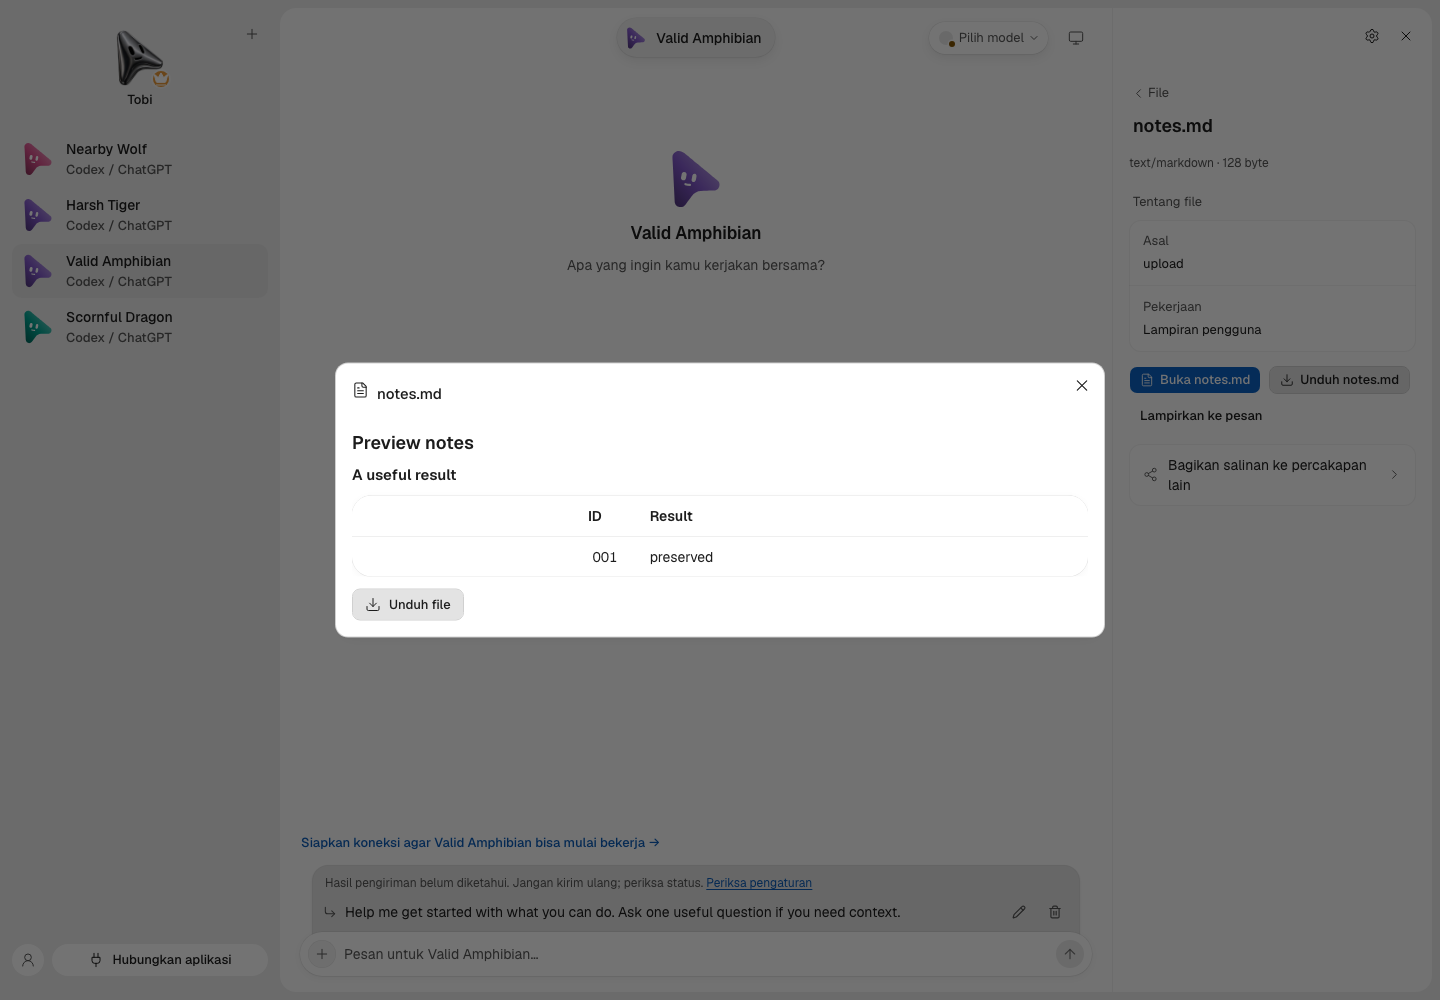 Tobi
Nearby Wolf
Codex / ChatGPT
Harsh Tiger
Codex / ChatGPT
Valid Amphibian
Codex / ChatGPT
Scornful Dragon
Codex / ChatGPT
Hubungkan aplikasi
Valid Amphibian
Pilih model
Valid Amphibian
Apa yang ingin kamu kerjakan bersama?
notes.md
Preview notes
A useful result
ID Result
001 preserved
Unduh file
Siapkan koneksi agar Valid Amphibian bisa mulai bekerja →
Hasil pengiriman belum diketahui. Jangan kirim ulang; periksa status. Periksa pengaturan
Help me get started with what you can do. Ask one useful question if you need context.
Pesan untuk Valid Amphibian...
File
notes.md
text/markdown · 128 byte
Tentang file
Asal
upload
Pekerjaan
Lampiran pengguna
Buka notes.md
Unduh notes.md
Lampirkan ke pesan
Bagikan salinan ke percakapan
lain